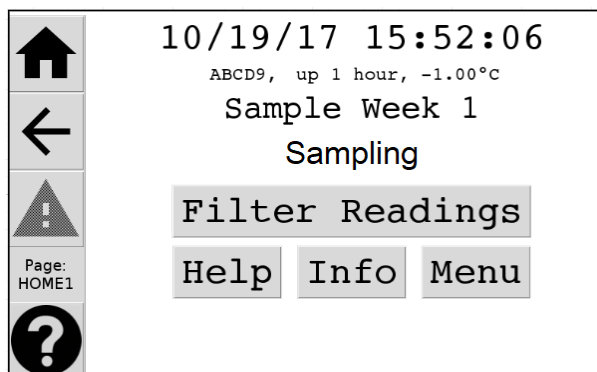 10/19/17 15:52:06
ABCD9, up 1 hour, -1.00°C
Sample Week 1
Sampling
Filter Readings
Help Info Menu
Page:
HOME1